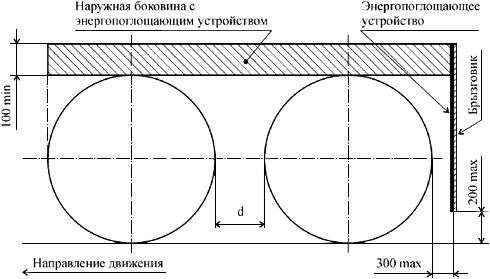 Наружная боковина с
энергопоглощающим устройством
Энергопоглощающее
устройство
100 min
Брызговик
200 max
d
300 max
Направление движения